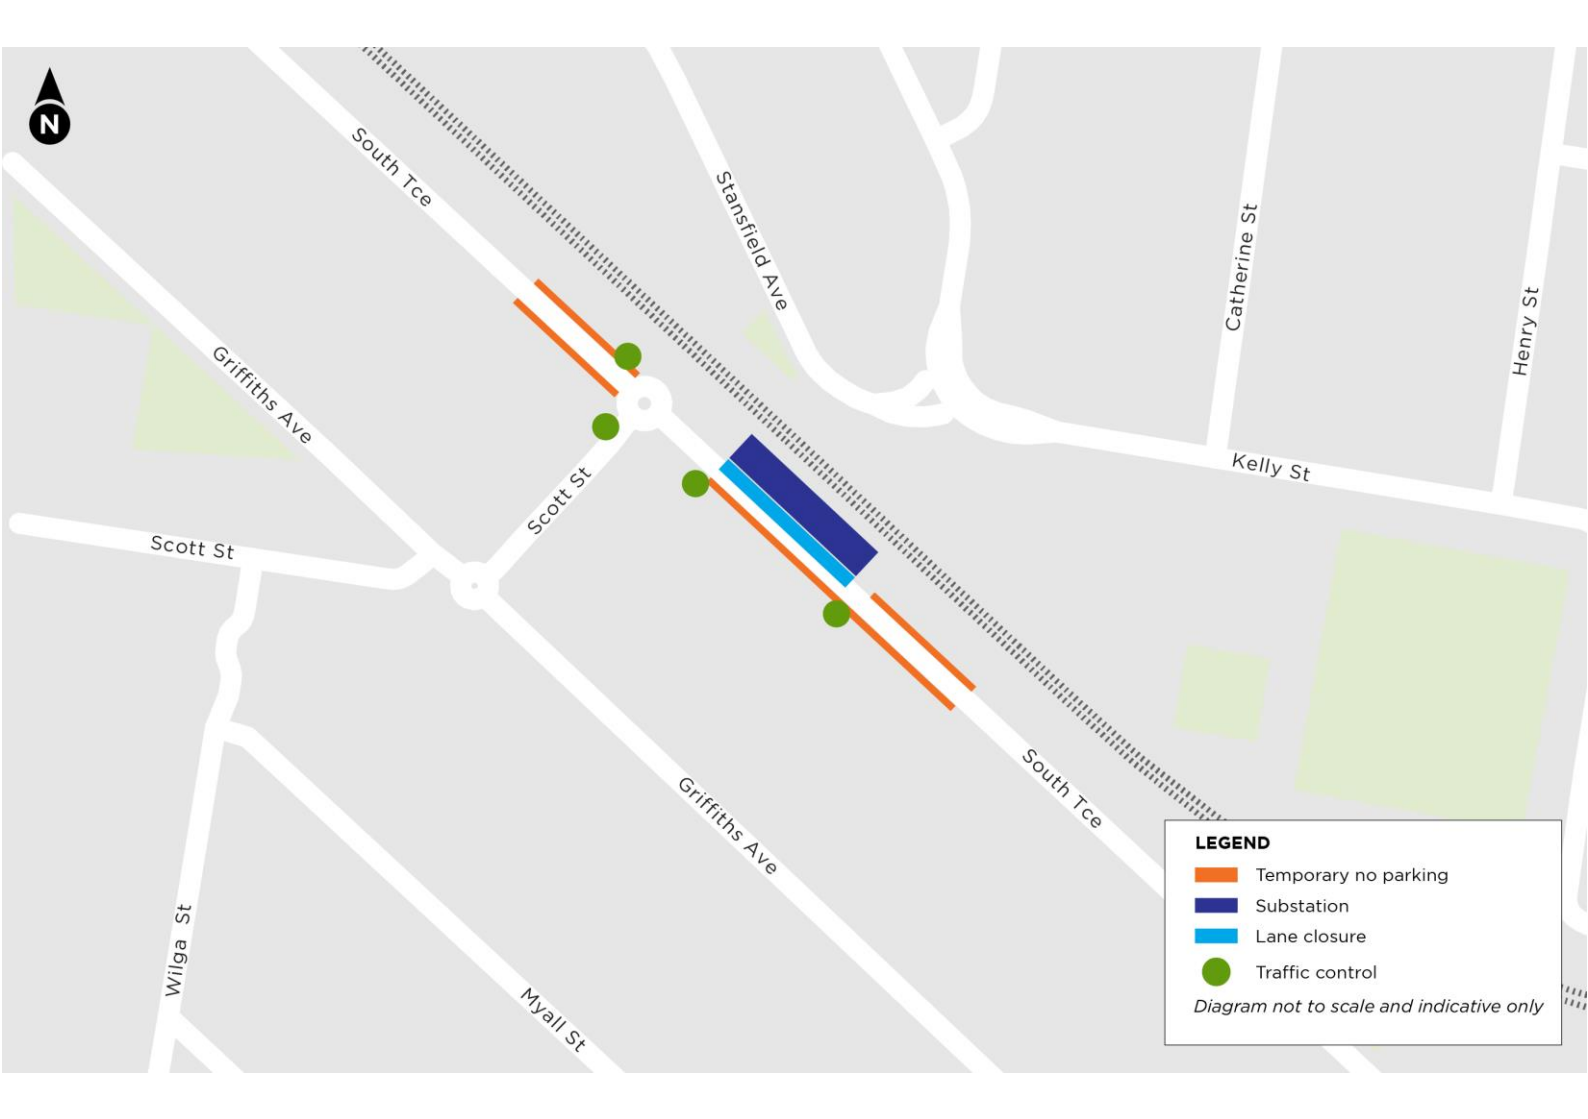 N
South Tce
Stansfield Ave
Catherine St
Henry St
Griffiths Ave
Kelly St
Scott St
Scott St
South Tce
Griffiths Ave
Wilga St
Myall St
LEGEND
Temporary no parking
Substation
Lane closure
Traffic control
Diagram not to scale and indicative only